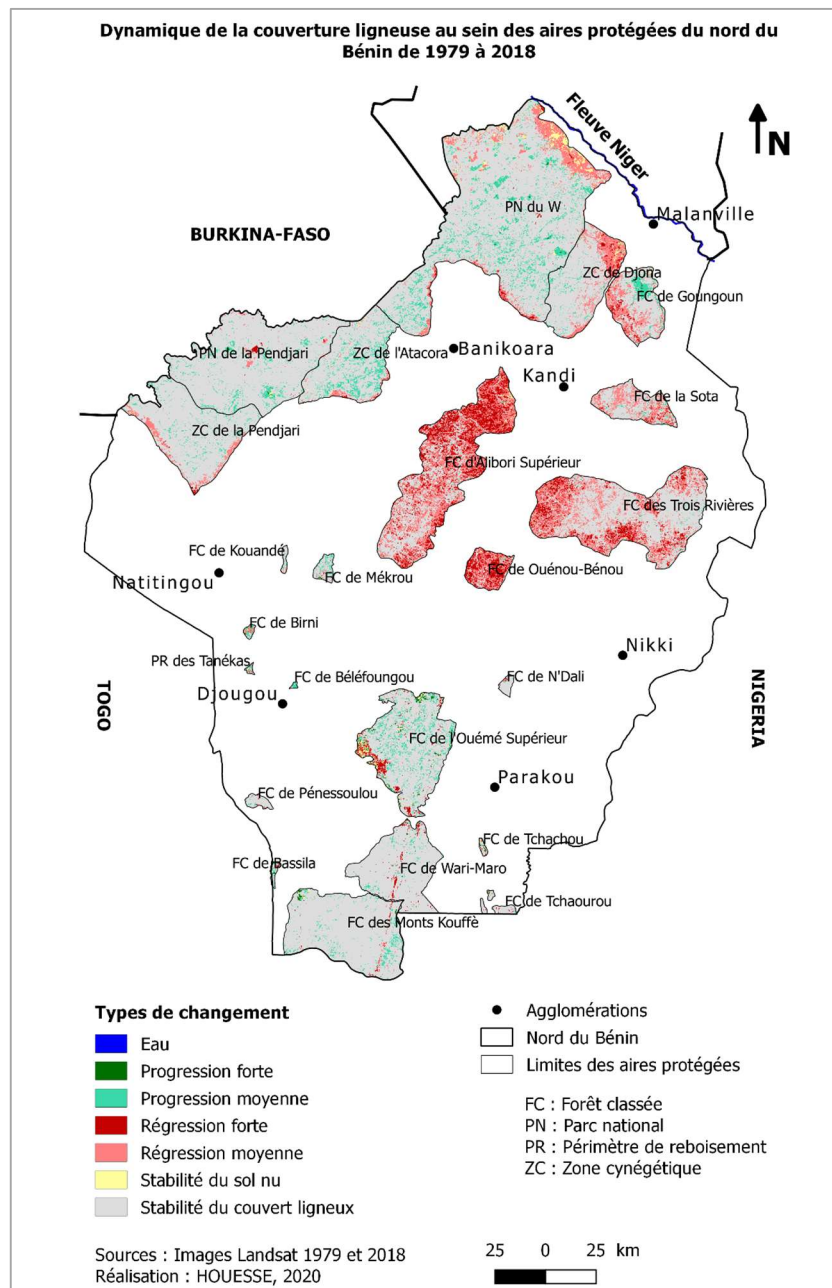 Dynamique de la couverture ligneuse au sein des aires protégées du nord du
Bénin de 1979 à 2018
Fleuve Niger
N
PN du W
Malanville
BURKINA-FASO
ZC de Djona
FC de Goungoun
PN de la Pendjari
ZC de l'Atacora
Banikoara
Kandi
FC de la Sota
ZC de la Pendjari
FC d'Alibori Supérieur
FC des Trois Rivières
FC de Kouandé
Natitingou
FC de Mékrou
FC de Ouénou-Bénou
FC de Birni
Nikki
PR des Tanékas
FC de Béléfoungou
FC de N'Dali
Djougou
TOGO
NIGERIA
FC de l'Ouémé Supérieur
Parakou
FC de Pénessoulou
FC de Tchachou
FC de Bassila
FC de Wari-Maro
FC de Tchaourou
FC des Monts Kouffè
Types de changement
Eau
Progression forte
Progression moyenne
Régression forte
Régression moyenne
Stabilité du sol nu
Stabilité du couvert ligneux
Agglomérations
Nord du Bénin
Limites des aires protégées
FC : Forêt classée
PN : Parc national
PR : Périmètre de reboisement
ZC : Zone cynégétique
Sources : Images Landsat 1979 et 2018
Réalisation : HOUESSE, 2020
25 0 25 km